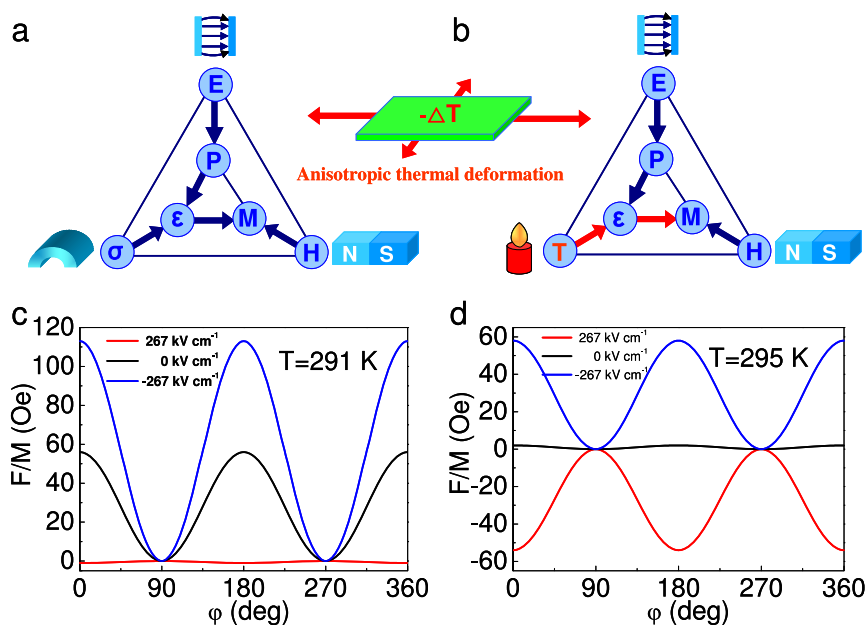 a
b
E
P
ε
M
σ
H
N S
-△T
Anisotropic thermal deformation
E
P
ε
M
T
H
N S
c
F/M (Oe)
120
100
80
60
40
20
0
267 kV cm⁻¹
0 kV cm⁻¹
-267 kV cm⁻¹
T=291 K
0 90 180 270 360
φ (deg)
d
F/M (Oe)
60
40
20
0
-20
-40
-60
267 kV cm⁻¹
0 kV cm⁻¹
-267 kV cm⁻¹
T=295 K
0 90 180 270 360
φ (deg)